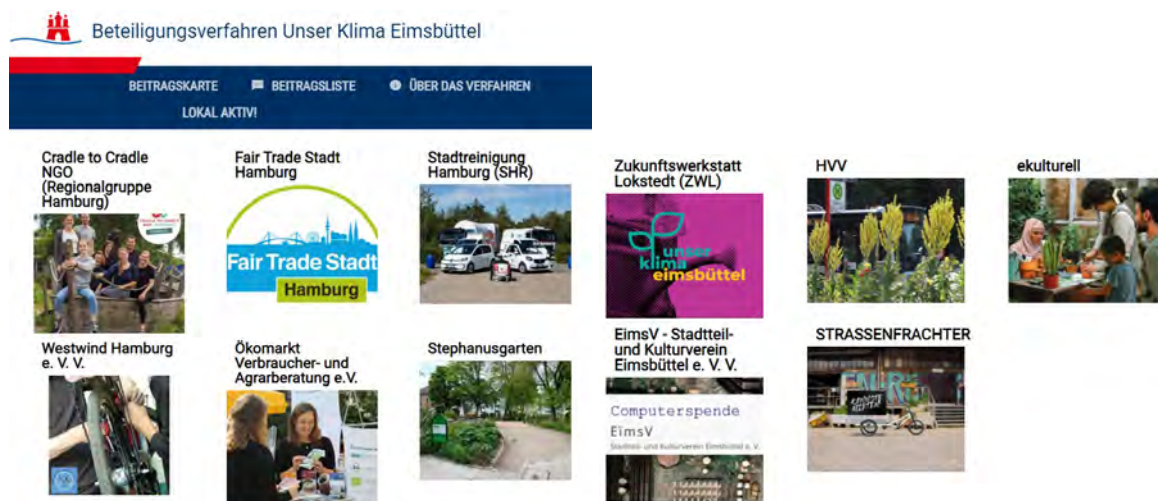 Beteiligungsverfahren Unser Klima Eimsbüttel
BEITRAGSKARTE
BEITRAGSLISTE
ÜBER DAS VERFAHREN
LOKAL AKTIV!
Cradle to Cradle
NGO
(Regionalgruppe
Hamburg)
Fair Trade Stadt
Hamburg
Fair Trade Stadt
Hamburg
Stadtreinigung
Hamburg (SHR)
Zukunftswerkstatt
Lokstedt (ZWL)
unser
klima
eimsbüttel
HVV
ekulturell
Westwind Hamburg
e. V. V.
Ökomarkt
Verbraucher- und
Agrarberatung e.V.
Stephanusgarten
EimsV - Stadtteil-
und Kulturverein
Eimsbüttel e. V. V.
Computerspende
EimsV
Stadtteil- und Kulturverein Eimsbüttel e. V.
STRASSENFRACHTER